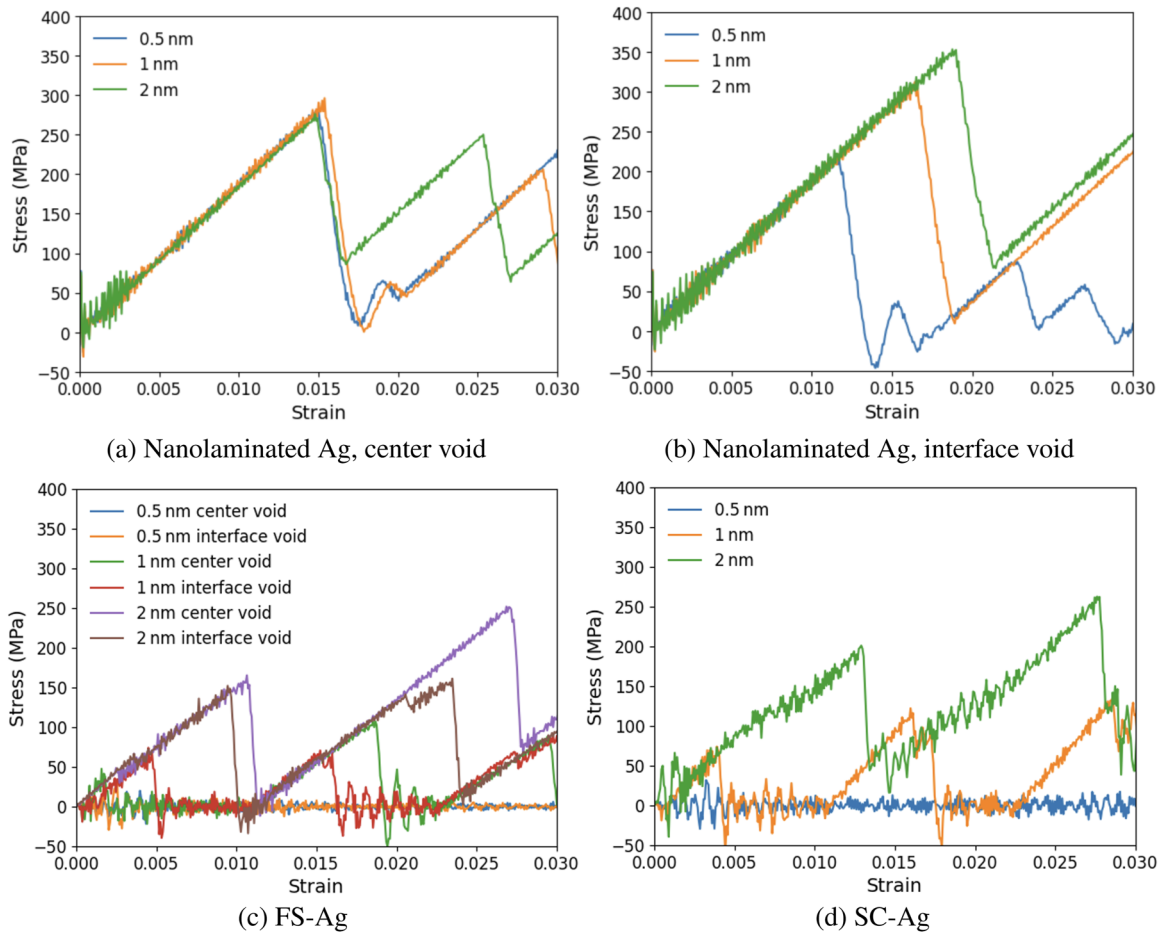 400
350
300
250
200
150
100
50
0
−50
Stress (MPa)
0.5 nm
1 nm
2 nm
0.000 0.005 0.010 0.015 0.020 0.025 0.030
Strain
(a) Nanolaminated Ag, center void
400
350
300
250
200
150
100
50
0
−50
Stress (MPa)
0.5 nm
1 nm
2 nm
0.000 0.005 0.010 0.015 0.020 0.025 0.030
Strain
(b) Nanolaminated Ag, interface void
400
350
300
250
200
150
100
50
0
−50
Stress (MPa)
0.5 nm center void
0.5 nm interface void
1 nm center void
1 nm interface void
2 nm center void
2 nm interface void
0.000 0.005 0.010 0.015 0.020 0.025 0.030
Strain
(c) FS-Ag
400
350
300
250
200
150
100
50
0
−50
Stress (MPa)
0.5 nm
1 nm
2 nm
0.000 0.005 0.010 0.015 0.020 0.025 0.030
Strain
(d) SC-Ag